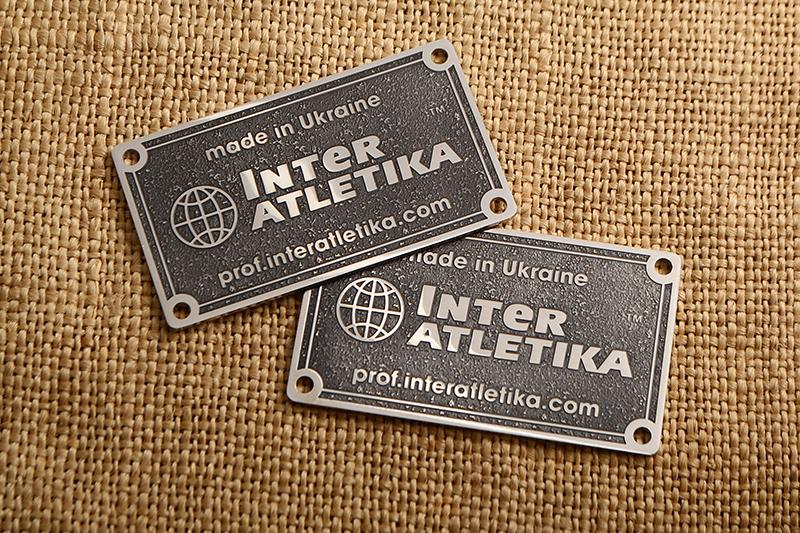 made in Ukraine
TM
INTeR
ATLETIKA
prof.interatletika.com
made in Ukraine
INTeR
TM
ATLETIKA
prof.interatletika.com